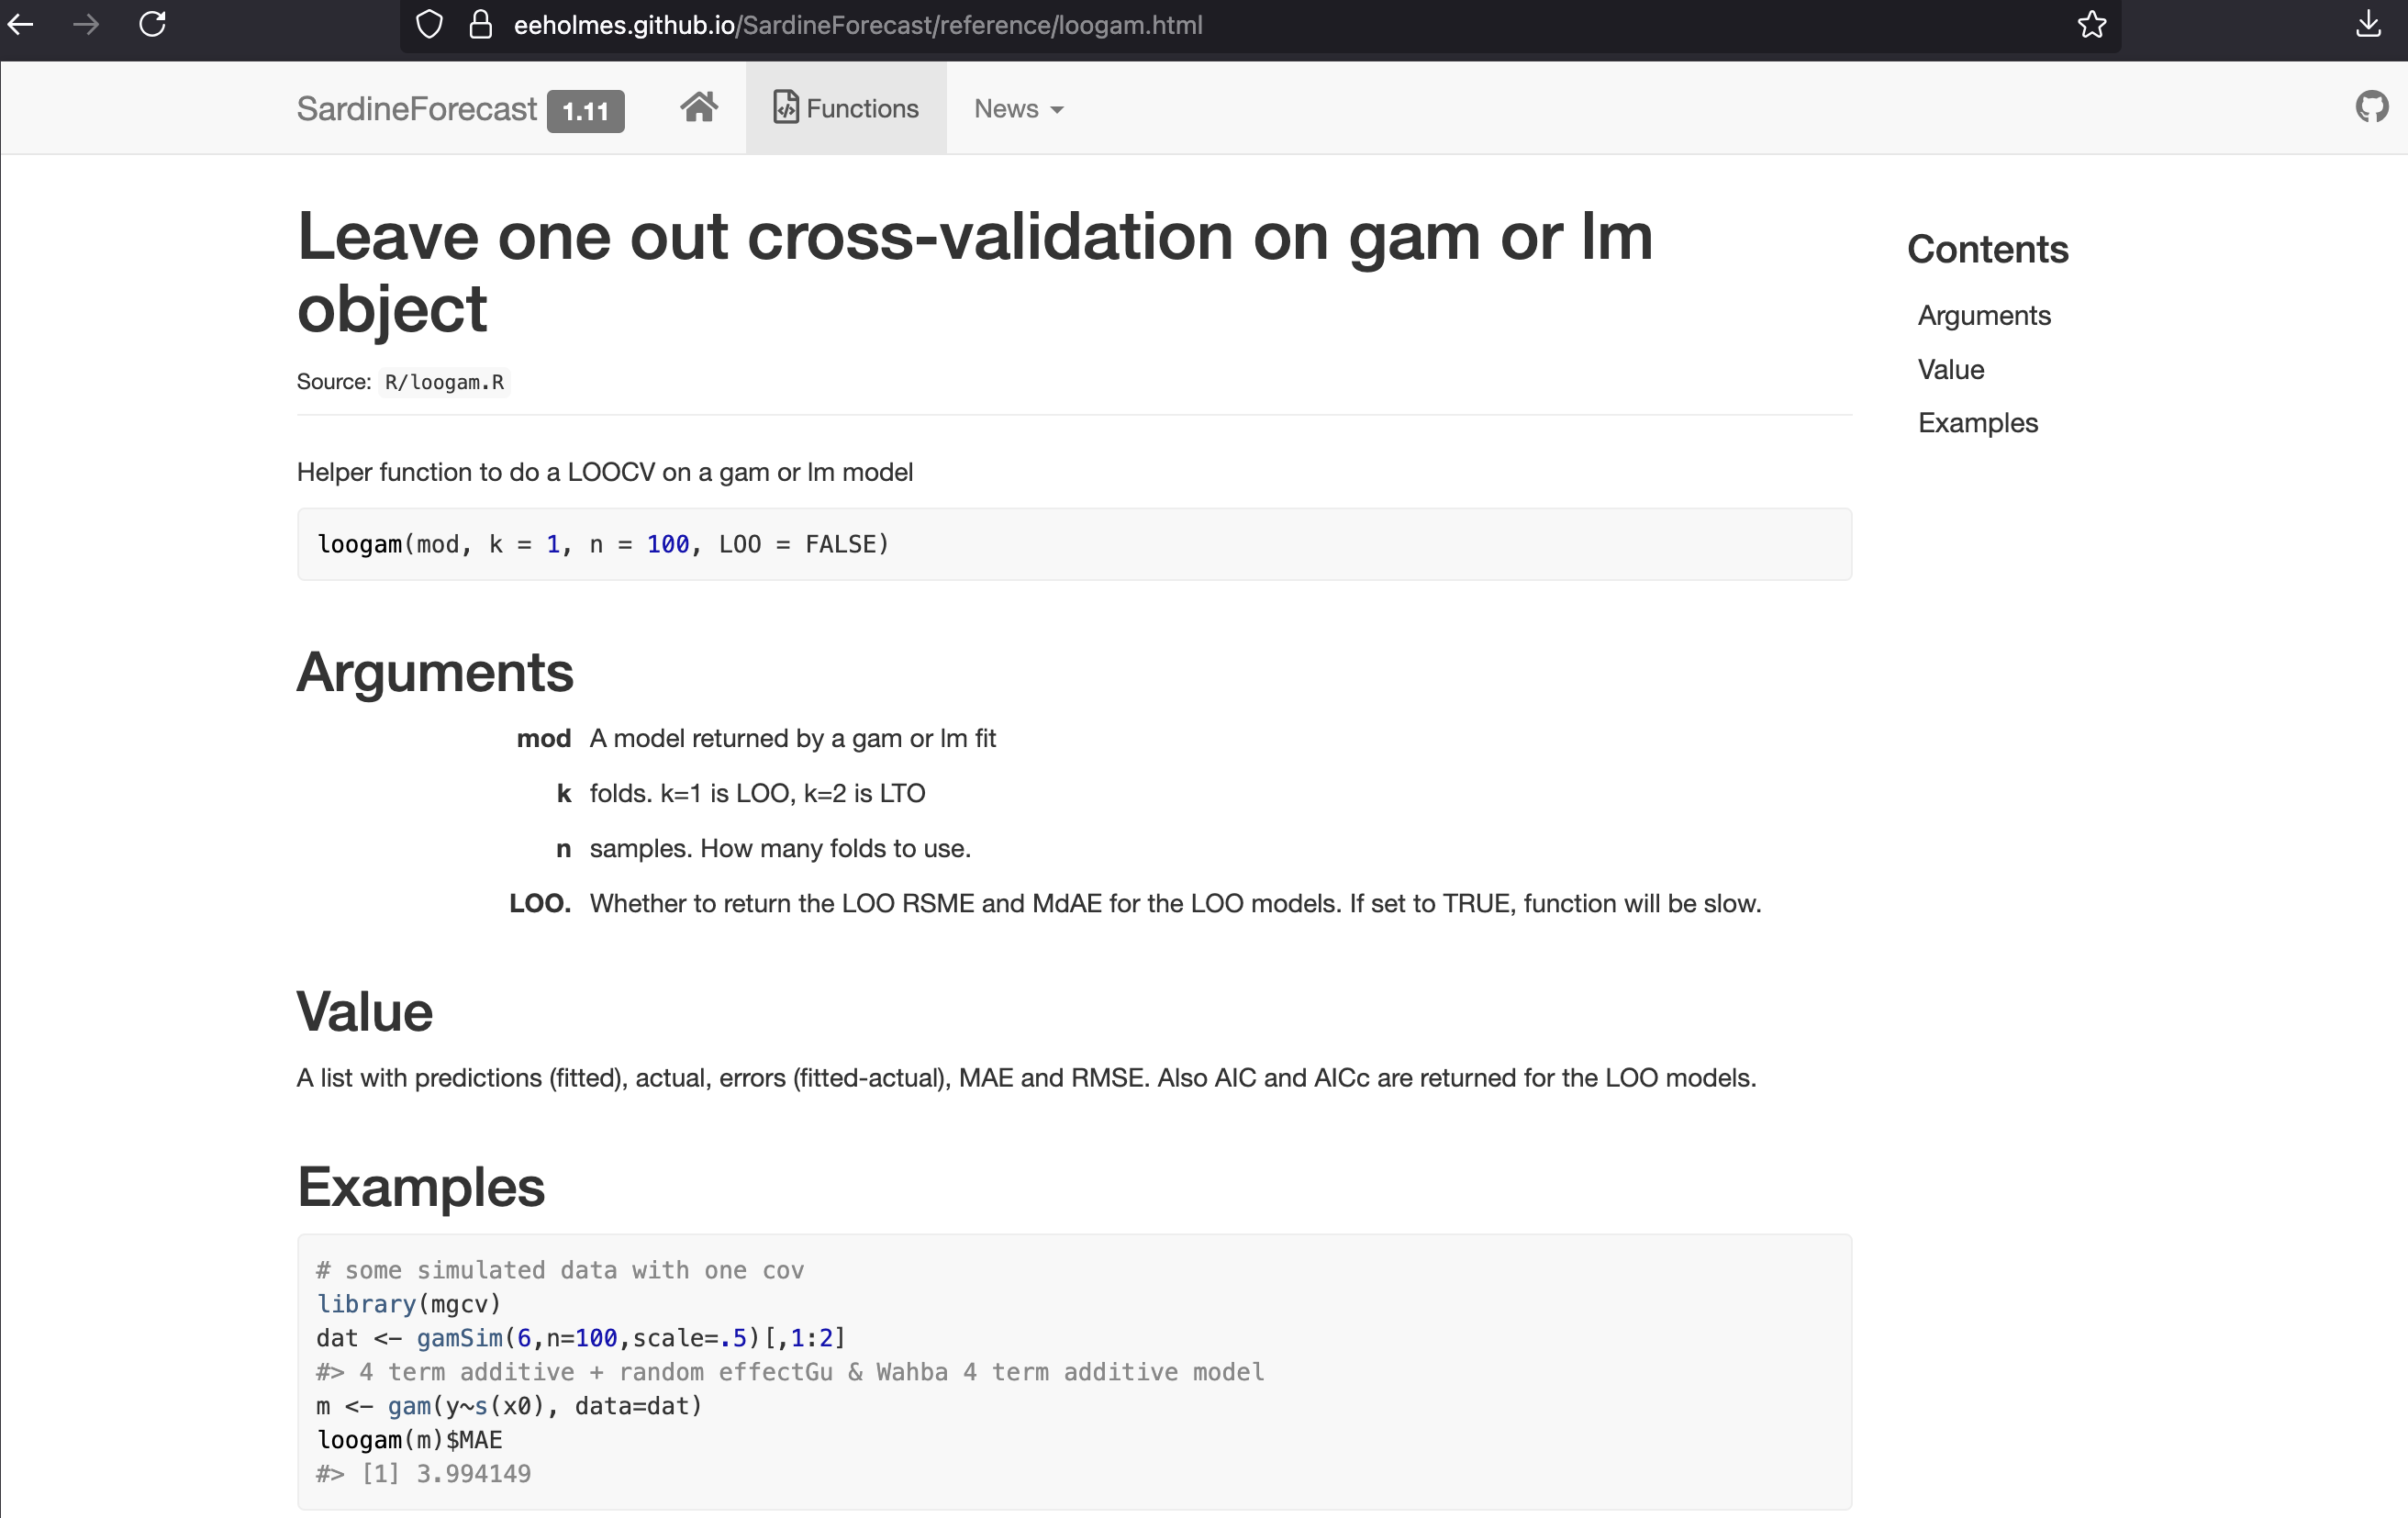 eeholmes.github.io/SardineForecast/reference/loogam.html
SardineForecast 1.11 Functions News
Leave one out cross-validation on gam or lm
object
Source: R/loogam.R
Contents
Arguments
Value
Examples
Helper function to do a LOOCV on a gam or lm model
loogam(mod, k = 1, n = 100, LOO = FALSE)
Arguments
mod A model returned by a gam or lm fit
k folds. k=1 is LOO, k=2 is LTO
n samples. How many folds to use.
LOO. Whether to return the LOO RSME and MdAE for the LOO models. If set to TRUE, function will be slow.
Value
A list with predictions (fitted), actual, errors (fitted-actual), MAE and RMSE. Also AIC and AICc are returned for the LOO models.
Examples
# some simulated data with one cov
library(mgcv)
dat <- gamSim(6,n=100,scale=.5)[,1:2]
#> 4 term additive + random effectGu & Wahba 4 term additive model
m <- gam(y~s(x0), data=dat)
loogam(m)$MAE
#> [1] 3.994149